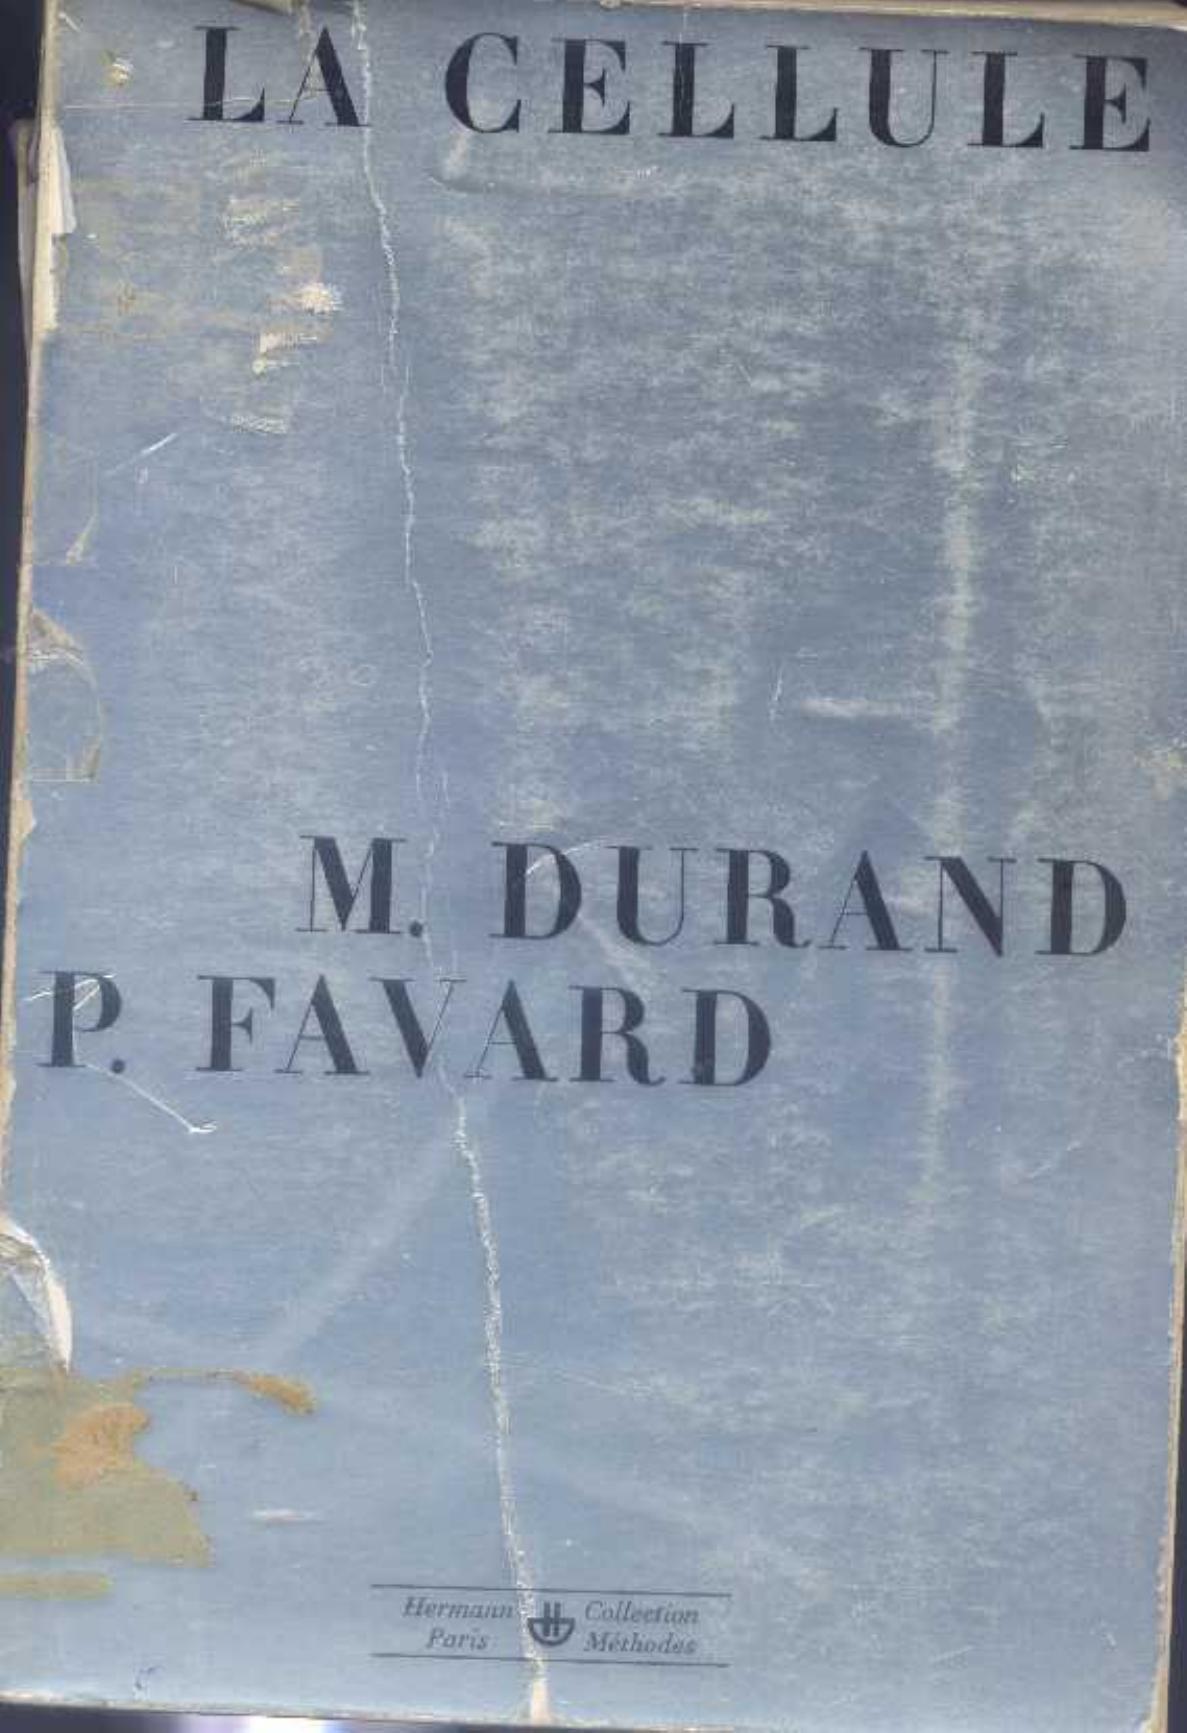 LA CELLULE
M. DURAND
P. FAVARD
Hermann
Paris
Collection
Méthodes